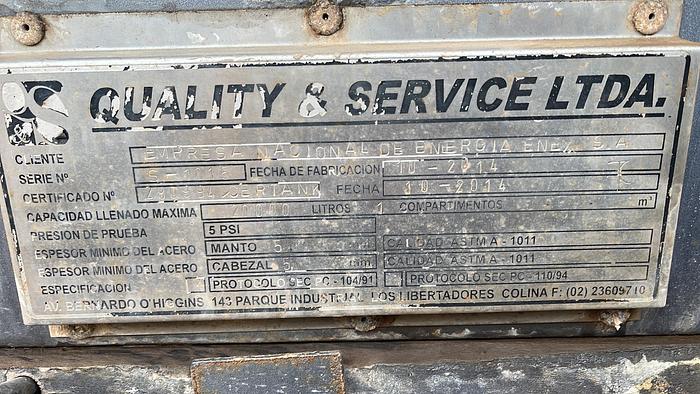 QUALITY & SERVICE LTDA.
CLIENTE EMPRESA NACIONAL DE ENERGIA ENEX S.A
SERIE Nº FECHA DE FABRICACION 10-2014
CERTIFICADO Nº FECHA 10-2014
CAPACIDAD LLENADO MAXIMA LITROS 1 COMPARTIMENTOS m³
PRESION DE PRUEBA 5 PSI
ESPESOR MINIMO DEL ACERO MANTO 5 CALIDAD ASTM A - 1011
ESPESOR MINIMO DEL ACERO CABEZAL mm CALIDAD ASTM A - 1011
ESPECIFICACION PROTOCOLO SEC PC - 104/91 PROTOCOLO SEC PC - 110/94
AV. BERNARDO O'HIGGINS 143 PARQUE INDUSTRIAL LOS LIBERTADORES COLINA F: (02) 23609710